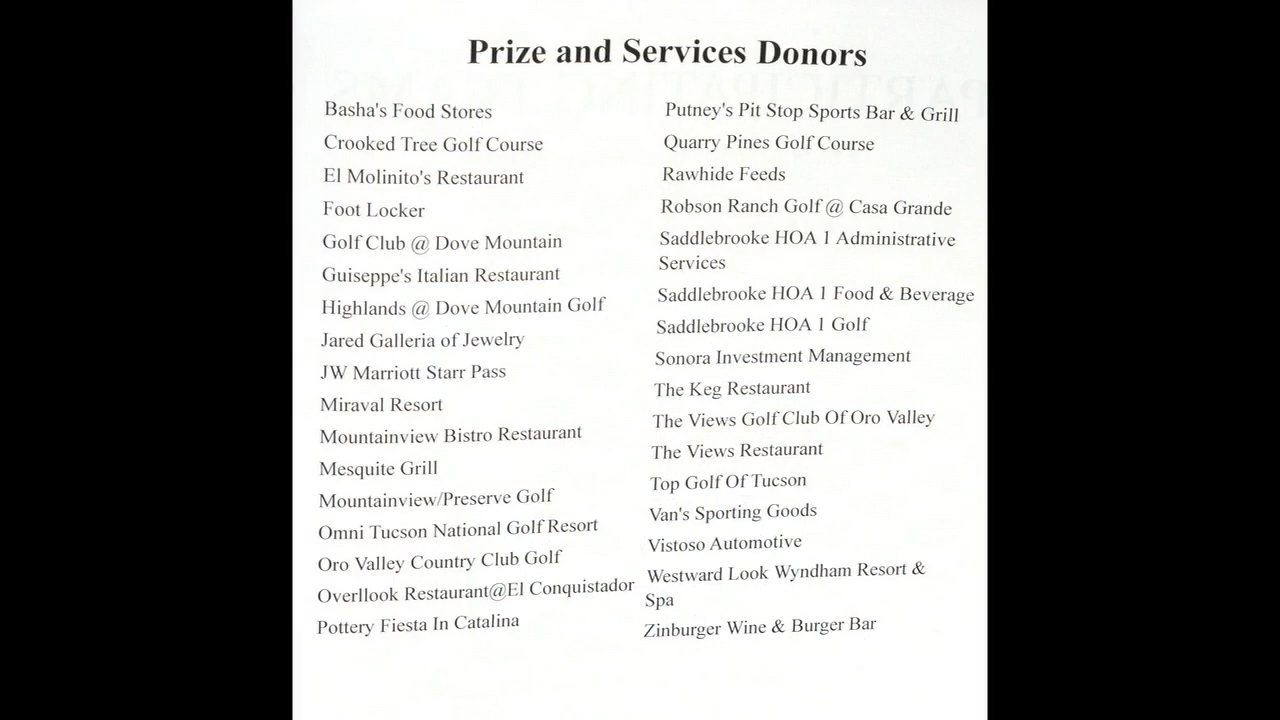 Prize and Services Donors
Basha's Food Stores
Crooked Tree Golf Course
El Molinito's Restaurant
Foot Locker
Golf Club @ Dove Mountain
Guiseppe's Italian Restaurant
Highlands @ Dove Mountain Golf
Jared Galleria of Jewelry
JW Marriott Starr Pass
Miraval Resort
Mountainview Bistro Restaurant
Mesquite Grill
Mountainview/Preserve Golf
Omni Tucson National Golf Resort
Oro Valley Country Club Golf
Overllook Restaurant@El Conquistador
Pottery Fiesta In Catalina
Putney's Pit Stop Sports Bar & Grill
Quarry Pines Golf Course
Rawhide Feeds
Robson Ranch Golf @ Casa Grande
Saddlebrooke HOA 1 Administrative
Services
Saddlebrooke HOA 1 Food & Beverage
Saddlebrooke HOA 1 Golf
Sonora Investment Management
The Keg Restaurant
The Views Golf Club Of Oro Valley
The Views Restaurant
Top Golf Of Tucson
Van's Sporting Goods
Vistoso Automotive
Westward Look Wyndham Resort &
Spa
Zinburger Wine & Burger Bar